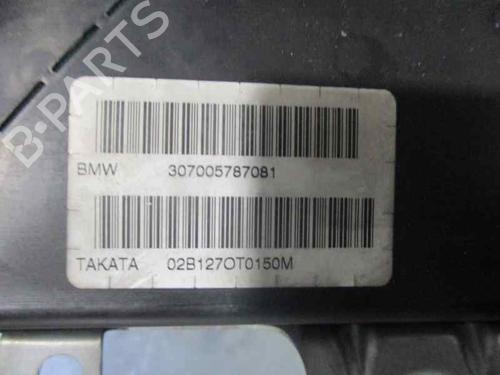 B-PARTS
BMW 307005787081
TAKATA 02B127OT0150M